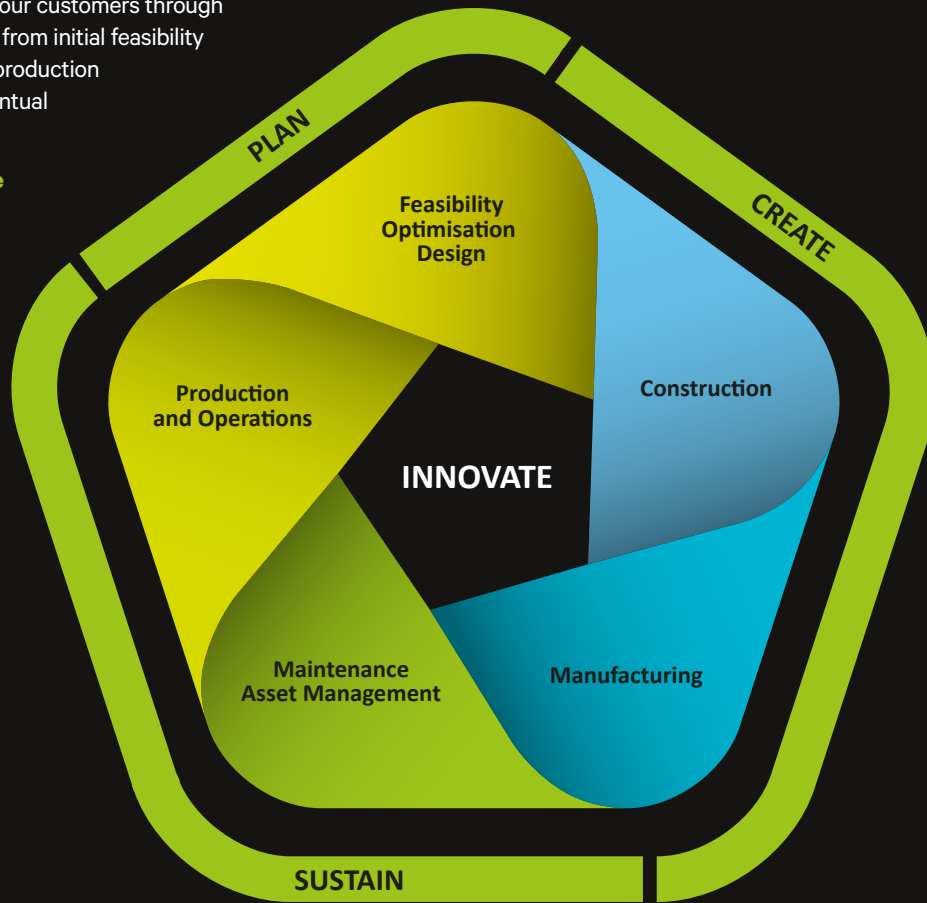 our customers through
from initial feasibility
production
PLAN
CREATE
Feasibility
Optimisation
Design
Construction
Production
and Operations
INNOVATE
Maintenance
Asset Management
Manufacturing
SUSTAIN